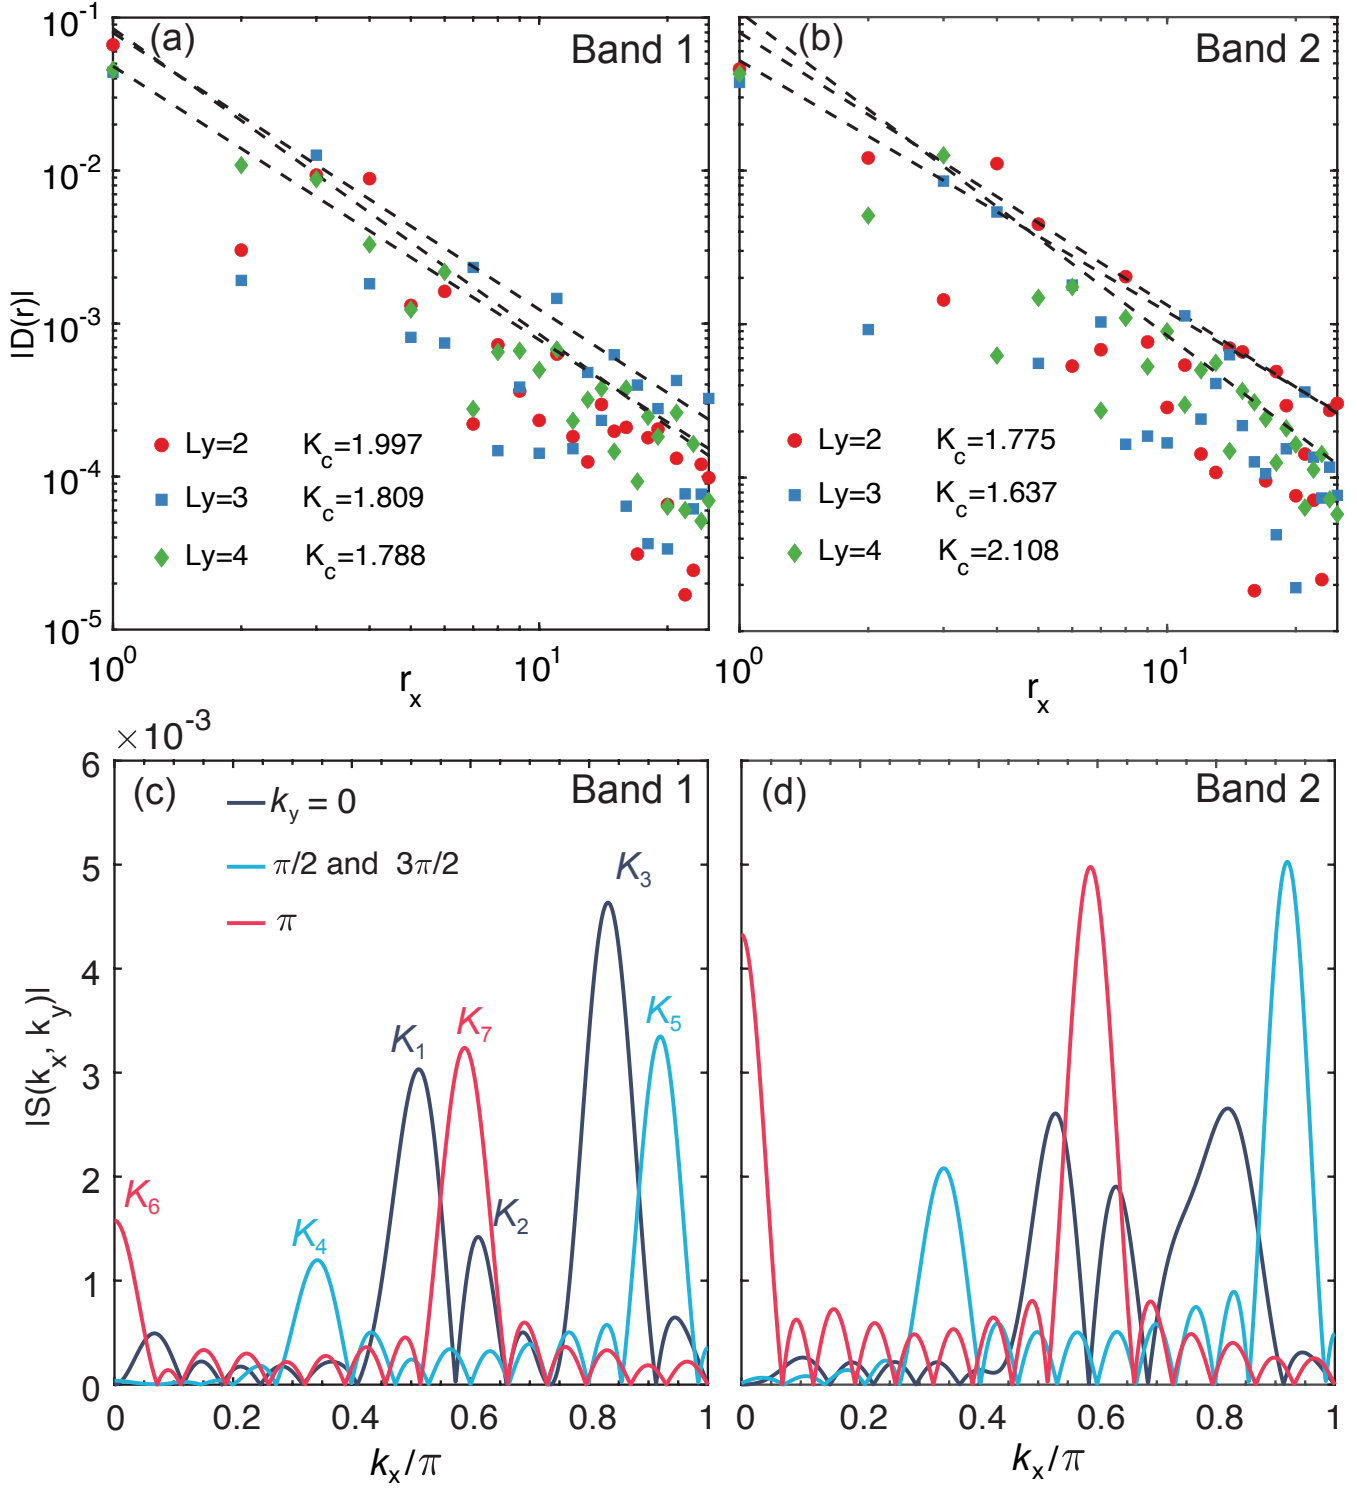 (a) Band 1
10^-1
10^-2
10^-3
10^-4
10^-5
|D(r)|
Ly=2 K_c=1.997
Ly=3 K_c=1.809
Ly=4 K_c=1.788
10^0 10^1
r_x
(b) Band 2
Ly=2 K_c=1.775
Ly=3 K_c=1.637
Ly=4 K_c=2.108
10^0 10^1
r_x
×10^-3
(c) Band 1
6
5
4
3
2
1
0
|S(k_x, k_y)|
k_y = 0
π/2 and 3π/2
π
K_3
K_1
K_7
K_5
K_6
K_4
K_2
0 0.2 0.4 0.6 0.8 1
k_x/π
(d) Band 2
0 0.2 0.4 0.6 0.8 1
k_x/π